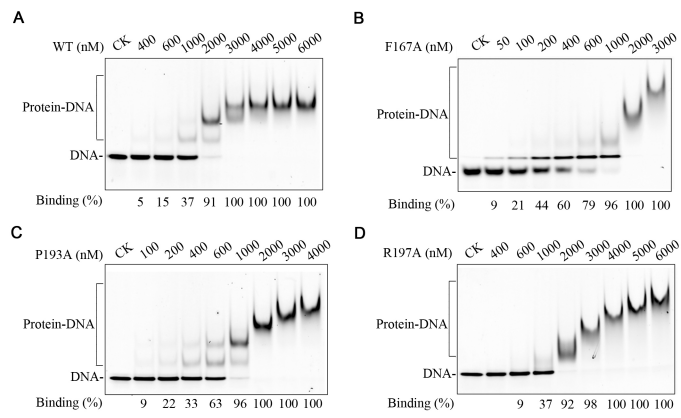 A
WT (nM) CK 400 600 1000 2000 3000 4000 5000 6000
Protein-DNA
DNA-
Binding (%) 5 15 37 91 100 100 100 100
B
F167A (nM) CK 50 100 200 400 600 1000 2000 3000
Protein-DNA
DNA-
Binding (%) 9 21 44 60 79 96 100 100
C
P193A (nM) CK 100 200 400 600 1000 2000 3000 4000
Protein-DNA
DNA-
Binding (%) 9 22 33 63 96 100 100 100
D
R197A (nM) CK 400 600 1000 2000 3000 4000 5000 6000
Protein-DNA
DNA-
Binding (%) 9 37 92 98 100 100 100